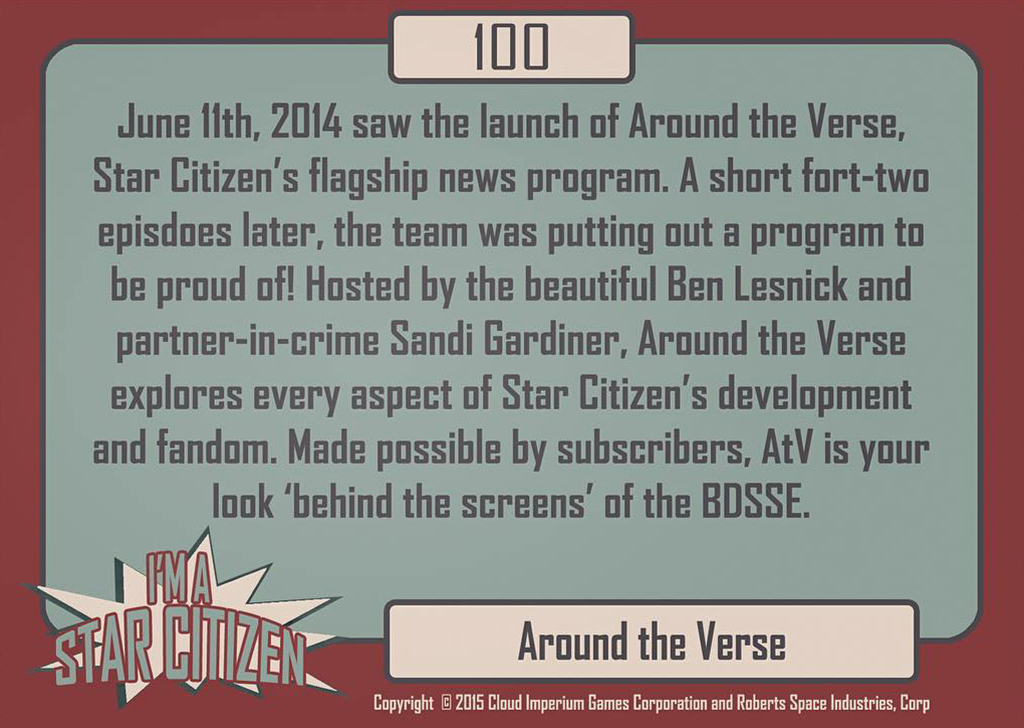 100
June 11th, 2014 saw the launch of Around the Verse,
Star Citizen's flagship news program. A short fort-two
episdoes later, the team was putting out a program to
be proud of! Hosted by the beautiful Ben Lesnick and
partner-in-crime Sandi Gardiner, Around the Verse
explores every aspect of Star Citizen's development
and fandom. Made possible by subscribers, AtV is your
look 'behind the screens' of the BDSSE.
I'M A
STAR CITIZEN
Around the Verse
Copyright © 2015 Cloud Imperium Games Corporation and Roberts Space Industries, Corp